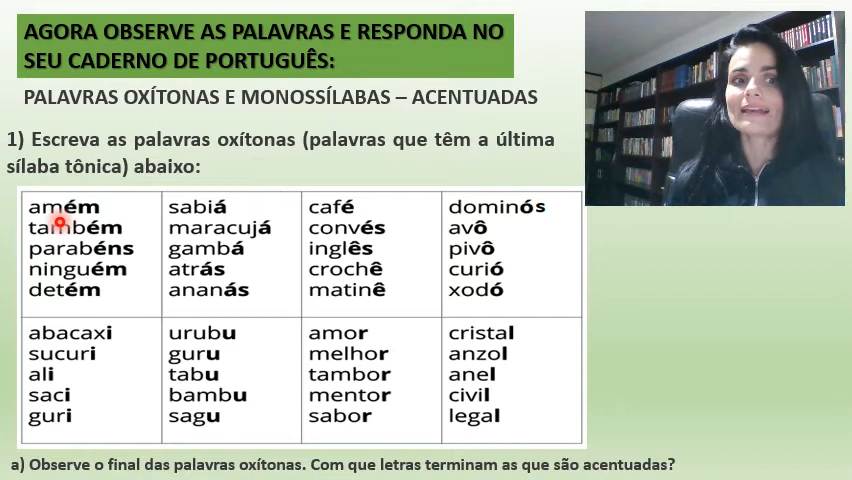 AGORA OBSERVE AS PALAVRAS E RESPONDA NO
SEU CADERNO DE PORTUGUÊS:
PALAVRAS OXÍTONAS E MONOSSÍLABAS – ACENTUADAS
1) Escreva as palavras oxítonas (palavras que têm a última
sílaba tônica) abaixo:
amém sabiá café dominós
também maracujá convés avô
parabéns gambá inglês pivô
ninguém atrás crochê curió
detém ananás matinê xodó
abacaxi urubu amor cristal
sucuri guru melhor anzol
ali tabu tambor anel
saci bambu mentor civil
guri sagu sabor legal
a) Observe o final das palavras oxítonas. Com que letras terminam as que são acentuadas?